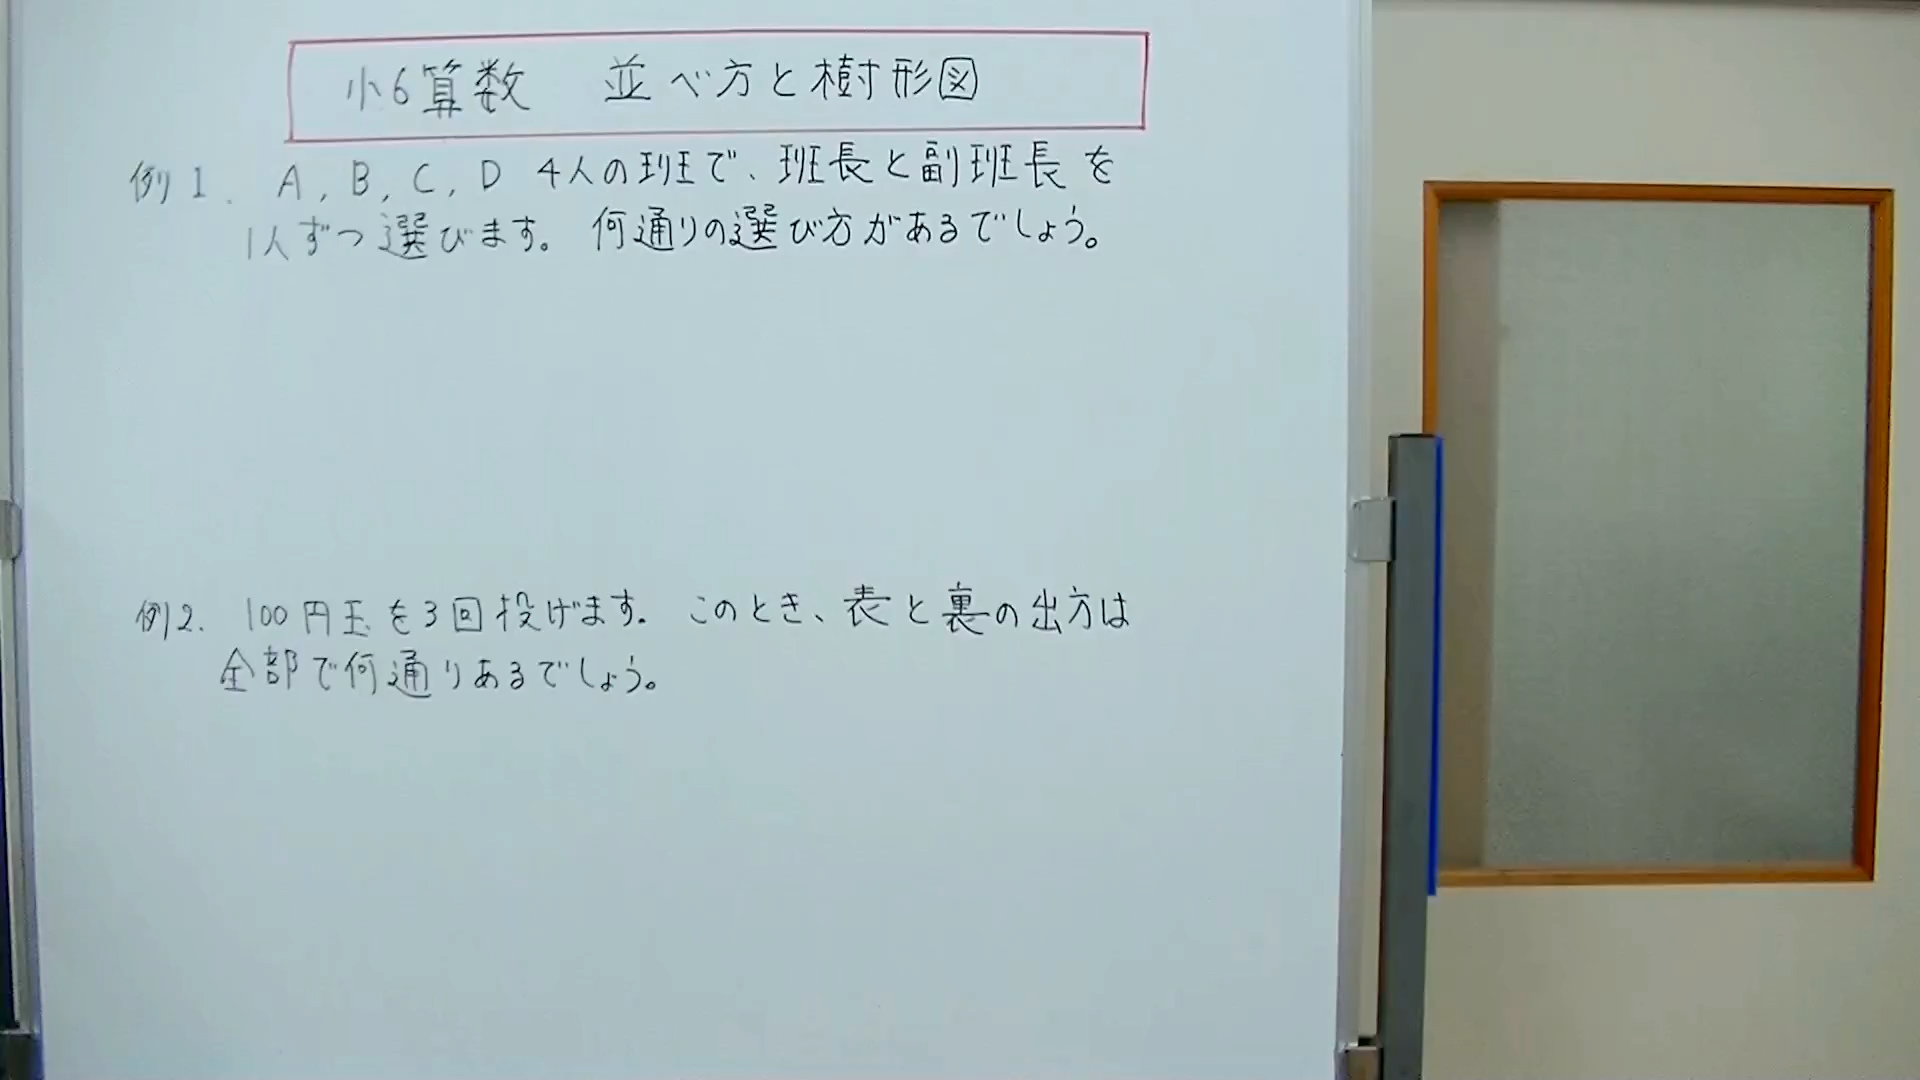 小6算数 並べ方と樹形図
例1. A, B, C, D 4人の班で、班長と副班長を
1人ずつ選びます。 何通りの選び方があるでしょう。
例2. 100円玉を3回投げます。 このとき、表と裏の出方は
全部で何通りあるでしょう。